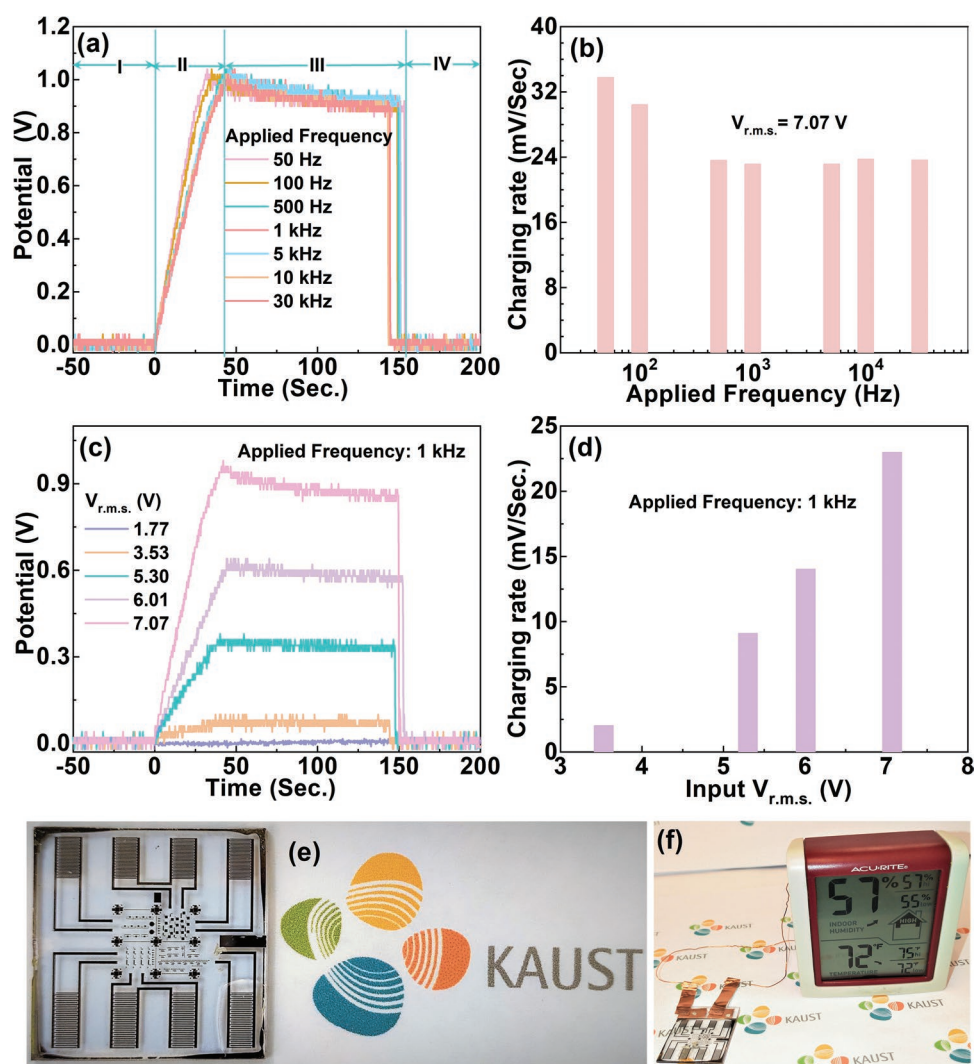 (a)
I II III IV
1.2
1.0
0.8
0.6
0.4
0.2
0.0
Potential (V)
Applied Frequency
50 Hz
100 Hz
500 Hz
1 kHz
5 kHz
10 kHz
30 kHz
-50 0 50 100 150 200
Time (Sec.)
(b)
40
32
24
16
8
0
Charging rate (mV/Sec)
Vr.m.s.= 7.07 V
10² 10³ 10⁴
Applied Frequency (Hz)
(c)
Applied Frequency: 1 kHz
0.9
0.6
0.3
0.0
Potential (V)
Vr.m.s. (V)
1.77
3.53
5.30
6.01
7.07
-50 0 50 100 150 200
Time (Sec.)
(d)
25
20
15
10
5
0
Charging rate (mV/Sec.)
Applied Frequency: 1 kHz
3 4 5 6 7 8
Input Vr.m.s. (V)
(e)
KAUST
(f)
ACU·RITE®
57% 57%
55%
INDOOR
HUMIDITY
HIGH
72°F 75°
72°
TEMPERATURE
KAUST
KAUST